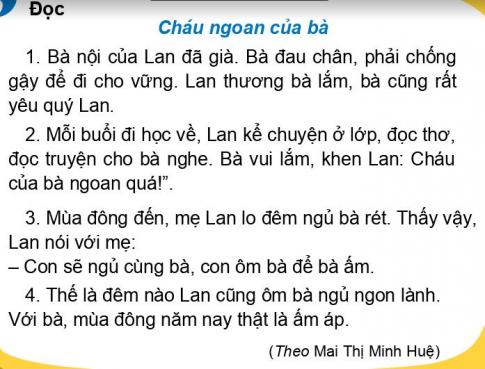 Đọc
Cháu ngoan của bà
1. Bà nội của Lan đã già. Bà đau chân, phải chống
gậy để đi cho vững. Lan thương bà lắm, bà cũng rất
yêu quý Lan.
2. Mỗi buổi đi học về, Lan kể chuyện ở lớp, đọc thơ,
đọc truyện cho bà nghe. Bà vui lắm, khen Lan: Cháu
của bà ngoan quá!”.
3. Mùa đông đến, mẹ Lan lo đêm ngủ bà rét. Thấy vậy,
Lan nói với mẹ:
– Con sẽ ngủ cùng bà, con ôm bà để bà ấm.
4. Thế là đêm nào Lan cũng ôm bà ngủ ngon lành.
Với bà, mùa đông năm nay thật là ấm áp.
(Theo Mai Thị Minh Huệ)